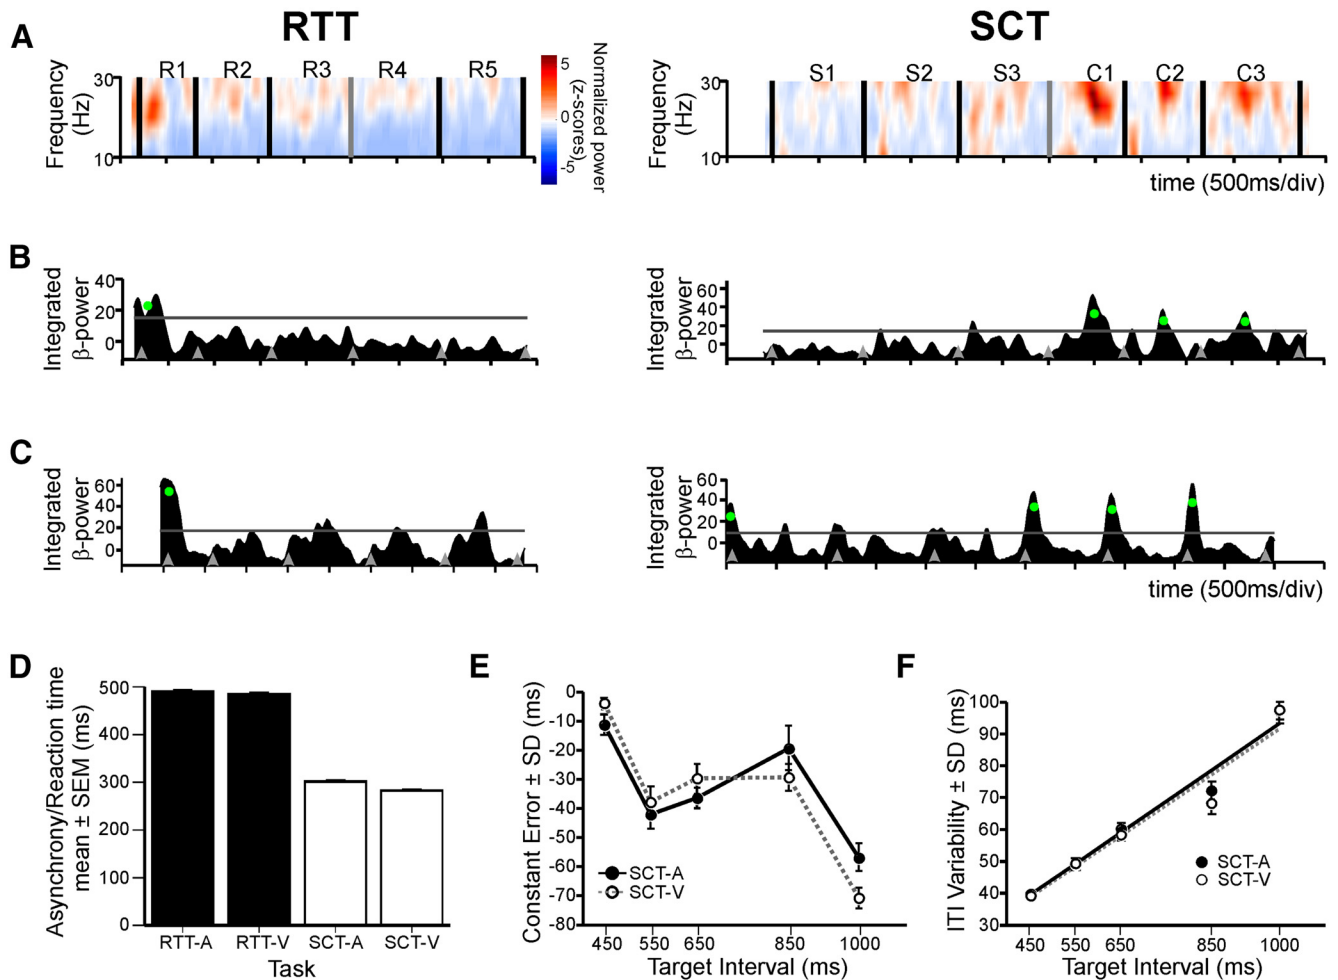 RTT
SCT
A
R1 R2 R3 R4 R5
30
10
Frequency
(Hz)
5
0
-5
Normalized power
(z-scores)
S1 S2 S3 C1 C2 C3
30
10
Frequency
(Hz)
time (500ms/div)
B
40
20
0
Integrated
β-power
60
40
20
0
Integrated
β-power
C
60
40
20
0
Integrated
β-power
60
40
20
0
Integrated
β-power
time (500ms/div)
D
500
400
300
200
100
0
Asynchrony/Reaction time
mean ± SEM (ms)
RTT-A RTT-V SCT-A SCT-V
Task
E
0
-10
-20
-30
-40
-50
-60
-70
-80
Constant Error ± SD (ms)
SCT-A
SCT-V
450 550 650 850 1000
Target Interval (ms)
F
100
90
80
70
60
50
40
30
ITI Variability ± SD (ms)
SCT-A
SCT-V
450 550 650 850 1000
Target Interval (ms)